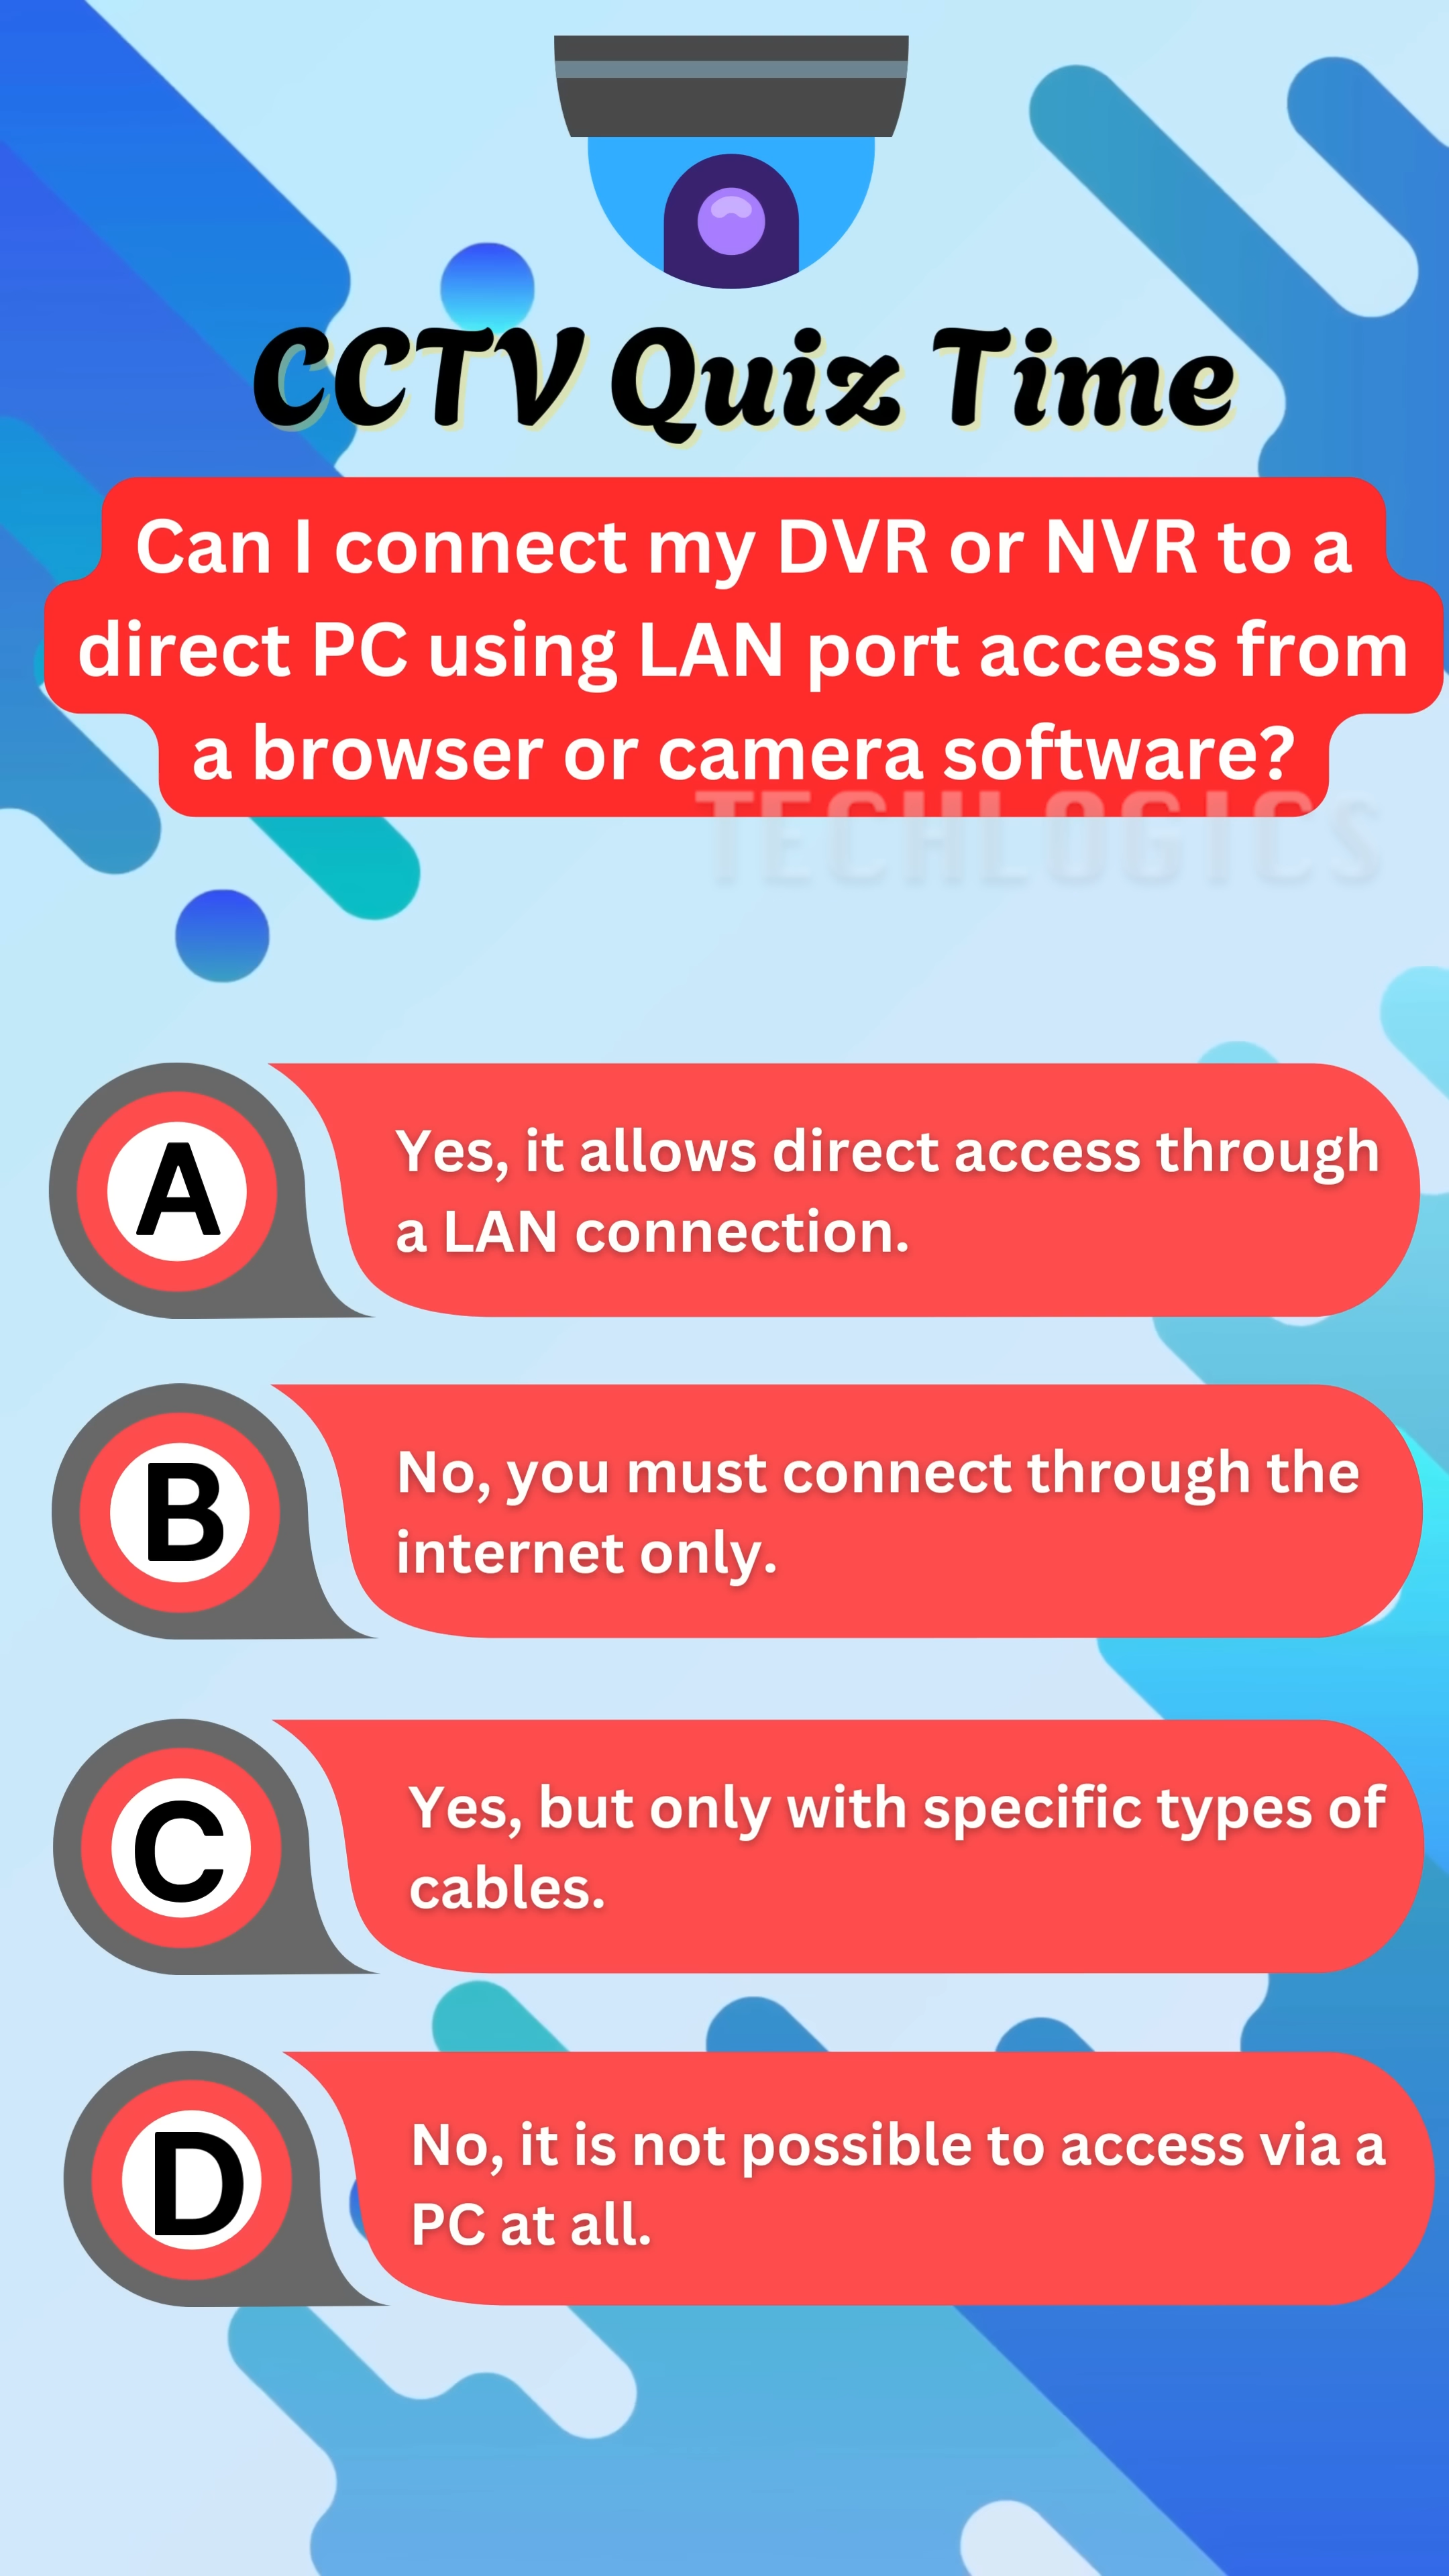 CCTV Quiz Time
Can I connect my DVR or NVR to a
direct PC using LAN port access from
a browser or camera software?
TECHLOGICS
A
Yes, it allows direct access through
a LAN connection.
B
No, you must connect through the
internet only.
C
Yes, but only with specific types of
cables.
D
No, it is not possible to access via a
PC at all.